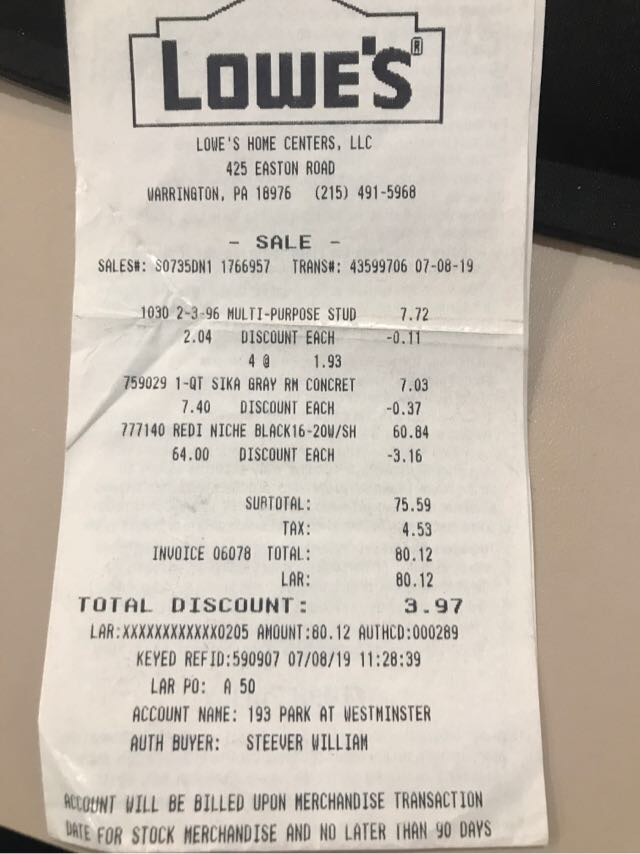 LOWE'S®
LOWE'S HOME CENTERS, LLC
425 EASTON ROAD
WARRINGTON, PA 18976 (215) 491-5968
- SALE -
SALES#: S0735DN1 1766957 TRANS#: 43599706 07-08-19
1030 2-3-96 MULTI-PURPOSE STUD 7.72
2.04 DISCOUNT EACH -0.11
4 @ 1.93
759029 1-QT SIKA GRAY RM CONCRET 7.03
7.40 DISCOUNT EACH -0.37
777140 REDI NICHE BLACK16-20W/SH 60.84
64.00 DISCOUNT EACH -3.16
SUBTOTAL: 75.59
TAX: 4.53
INVOICE 06078 TOTAL: 80.12
LAR: 80.12
TOTAL DISCOUNT: 3.97
LAR:XXXXXXXXXXXX0205 AMOUNT:80.12 AUTHCD:000289
KEYED REFID:590907 07/08/19 11:28:39
LAR PO: A 50
ACCOUNT NAME: 193 PARK AT WESTMINSTER
AUTH BUYER: STEEVER WILLIAM
ACCOUNT WILL BE BILLED UPON MERCHANDISE TRANSACTION
DATE FOR STOCK MERCHANDISE AND NO LATER THAN 90 DAYS